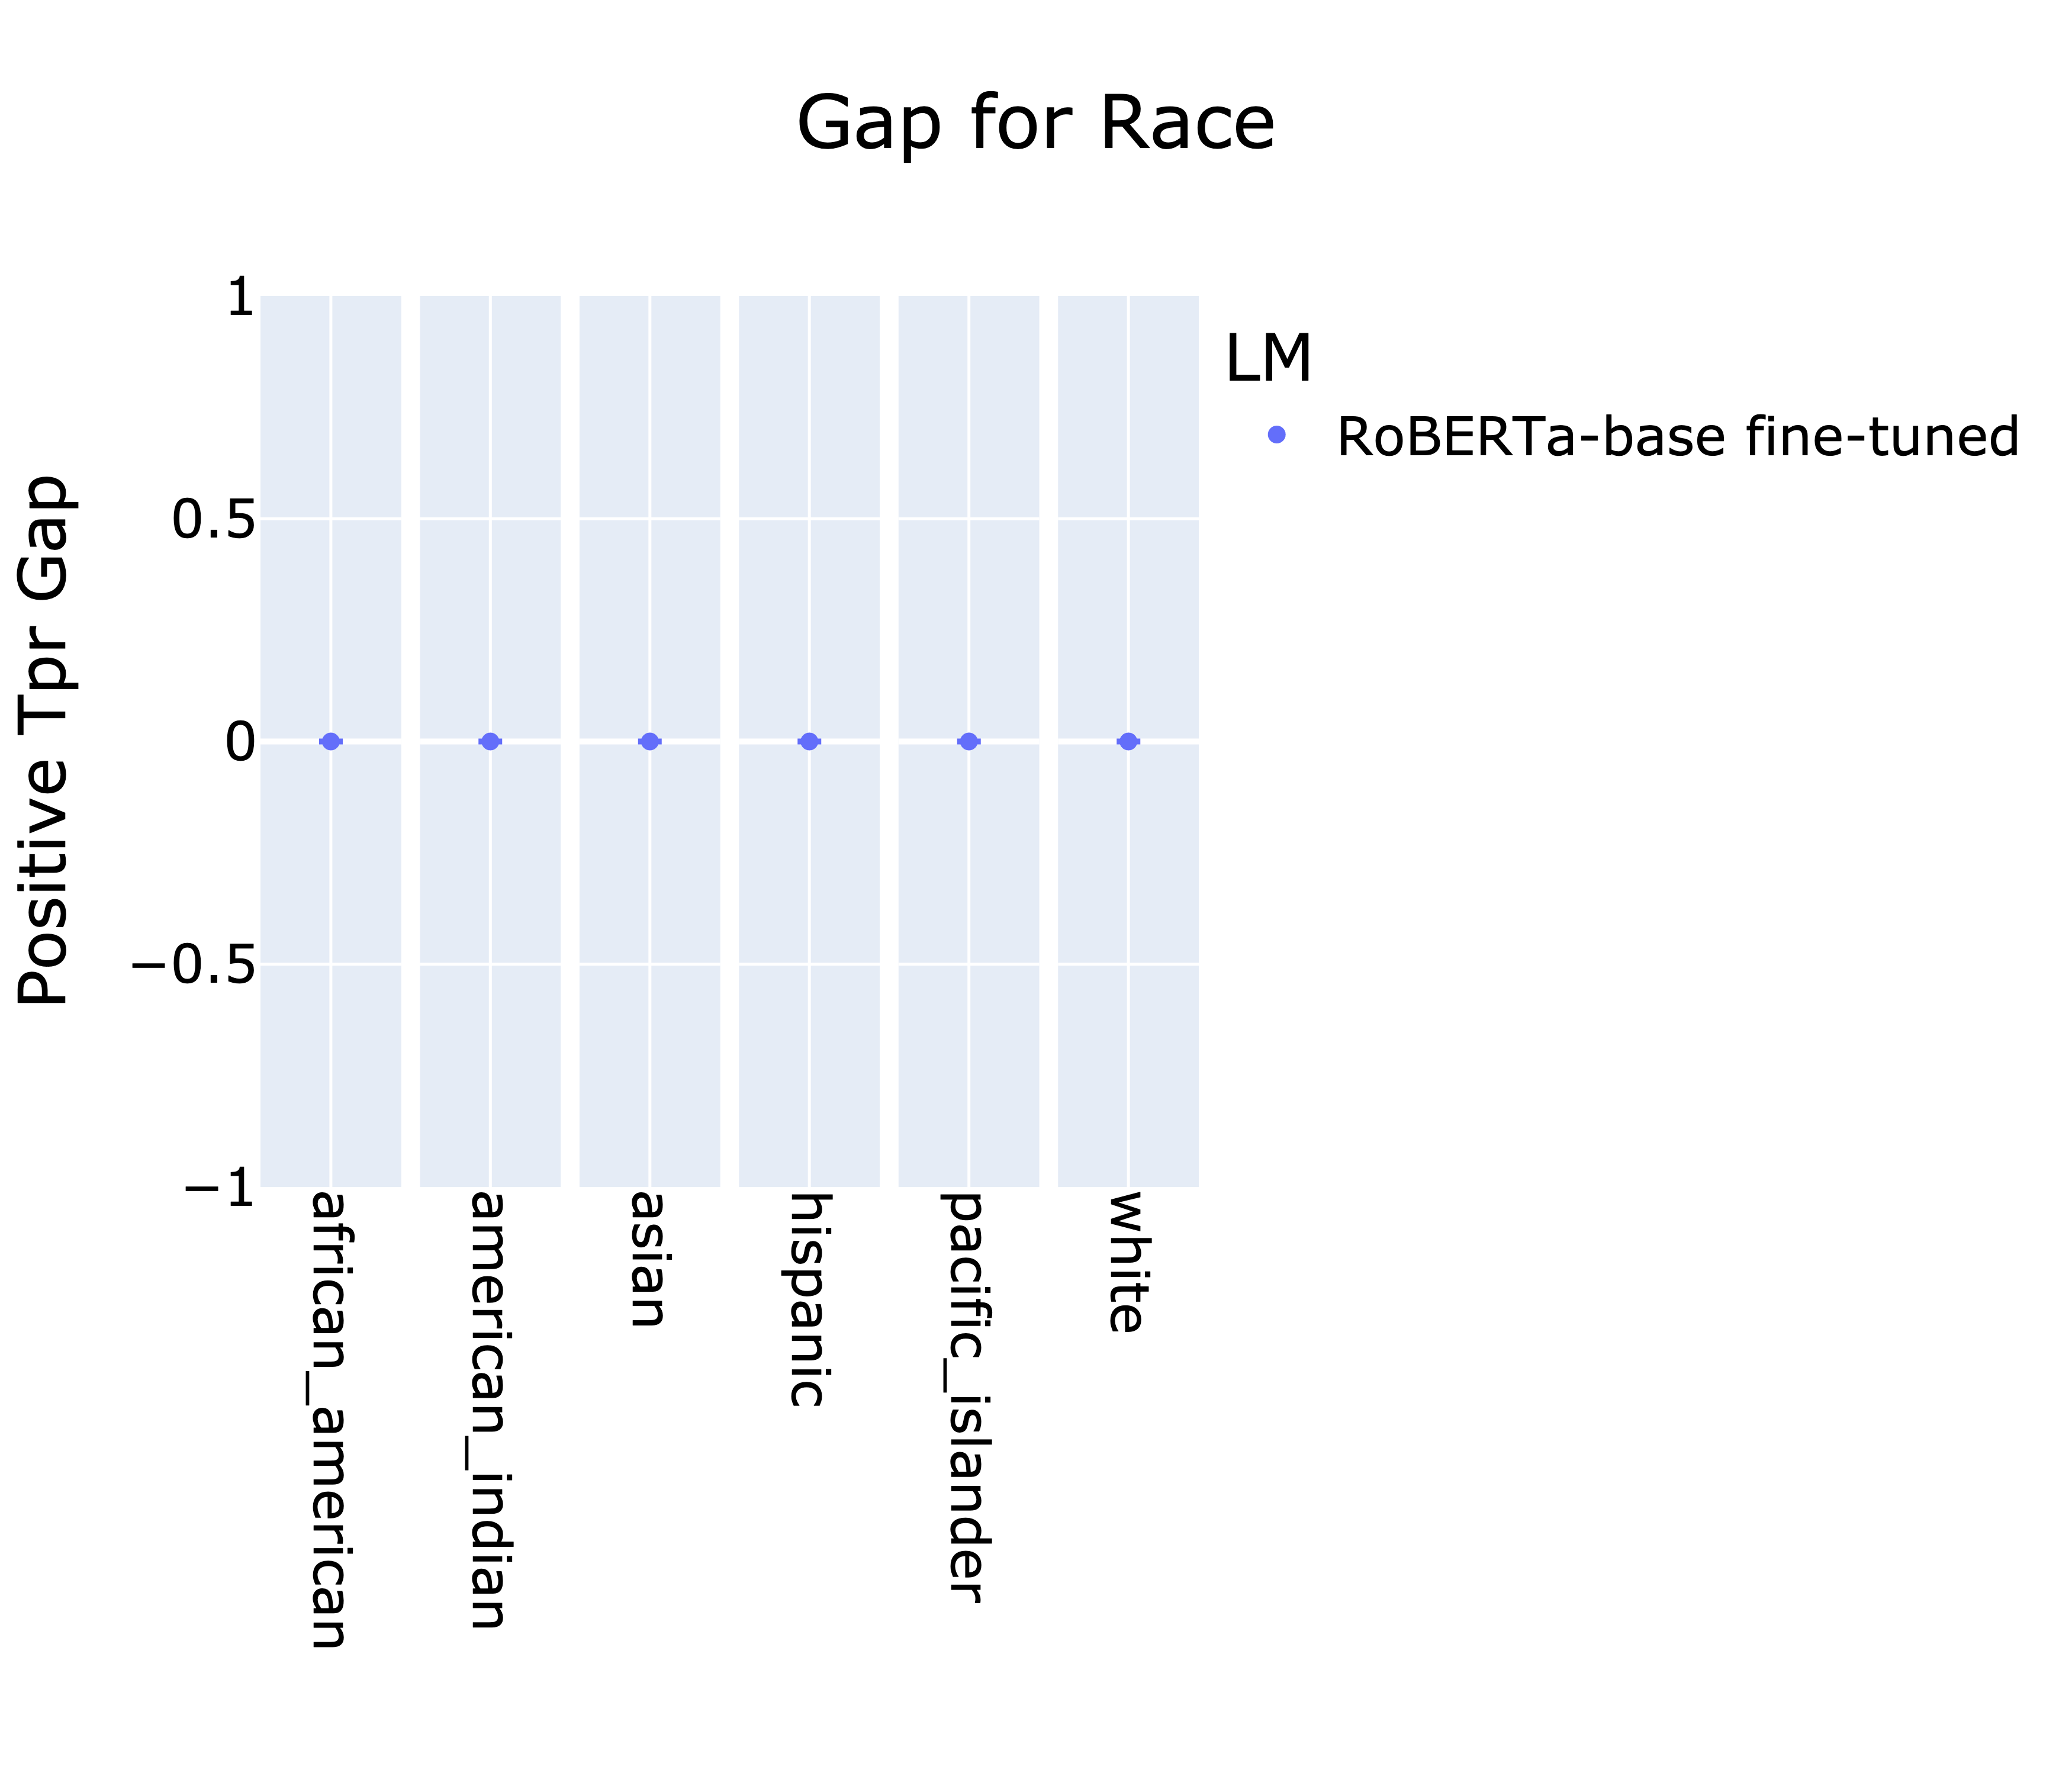 Gap for Race
Positive Tpr Gap
1
0.5
0
−0.5
−1
african_american
american_indian
asian
hispanic
pacific_islander
white
LM
RoBERTa-base fine-tuned